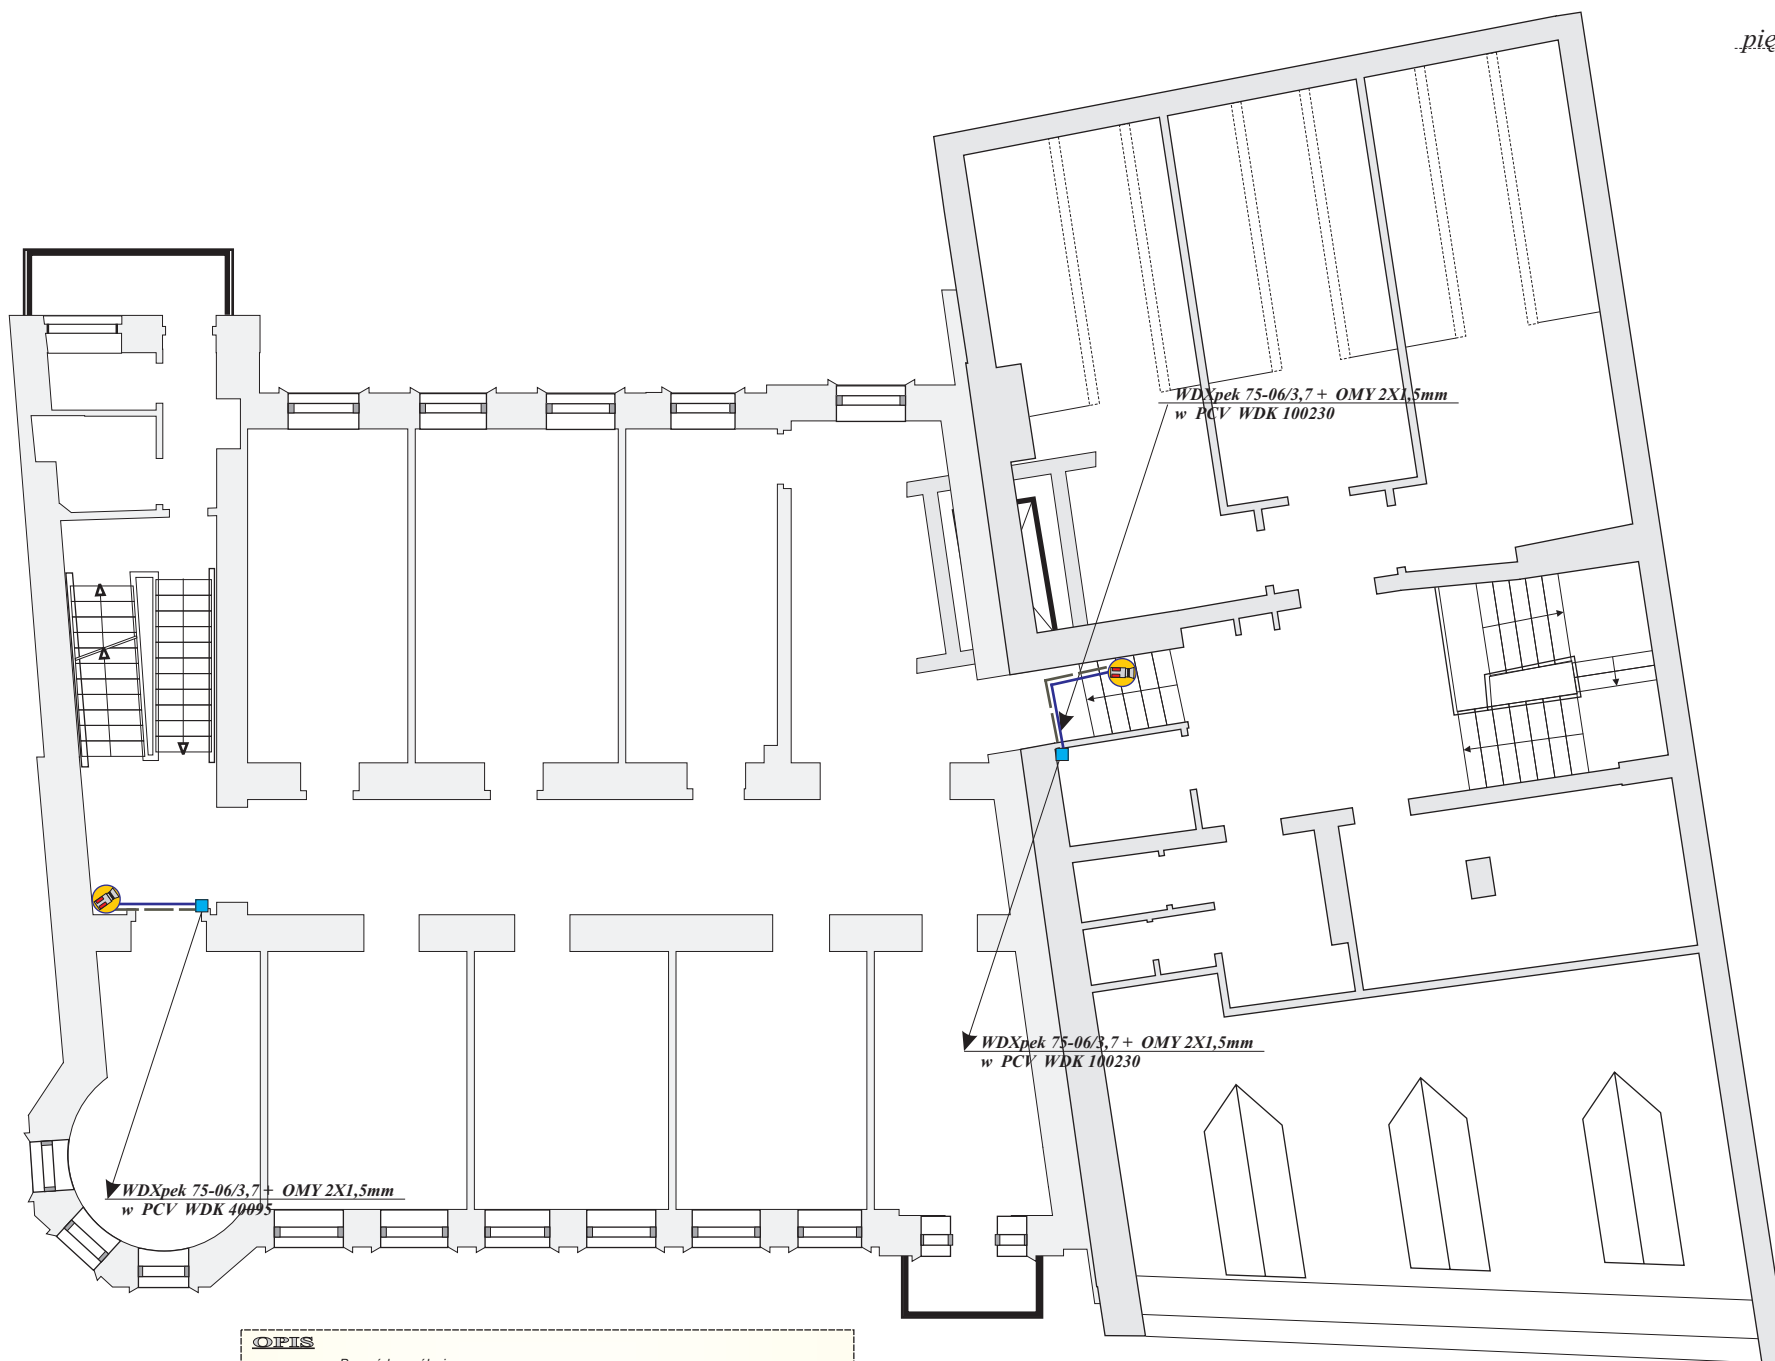 pię
WDXpek 75-06/3,7 + OMY 2X1,5mm
w PCV WDK 100230
WDXpek 75-06/3,7 + OMY 2X1,5mm
w PCV WDK 100230
WDXpek 75-06/3,7 + OMY 2X1,5mm
w PCV WDK 40095
OPIS